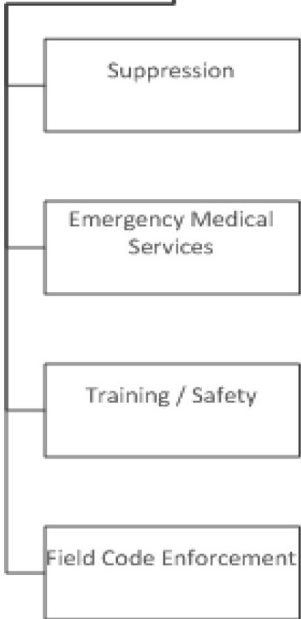 Suppression
Emergency Medical
Services
Training / Safety
Field Code Enforcement